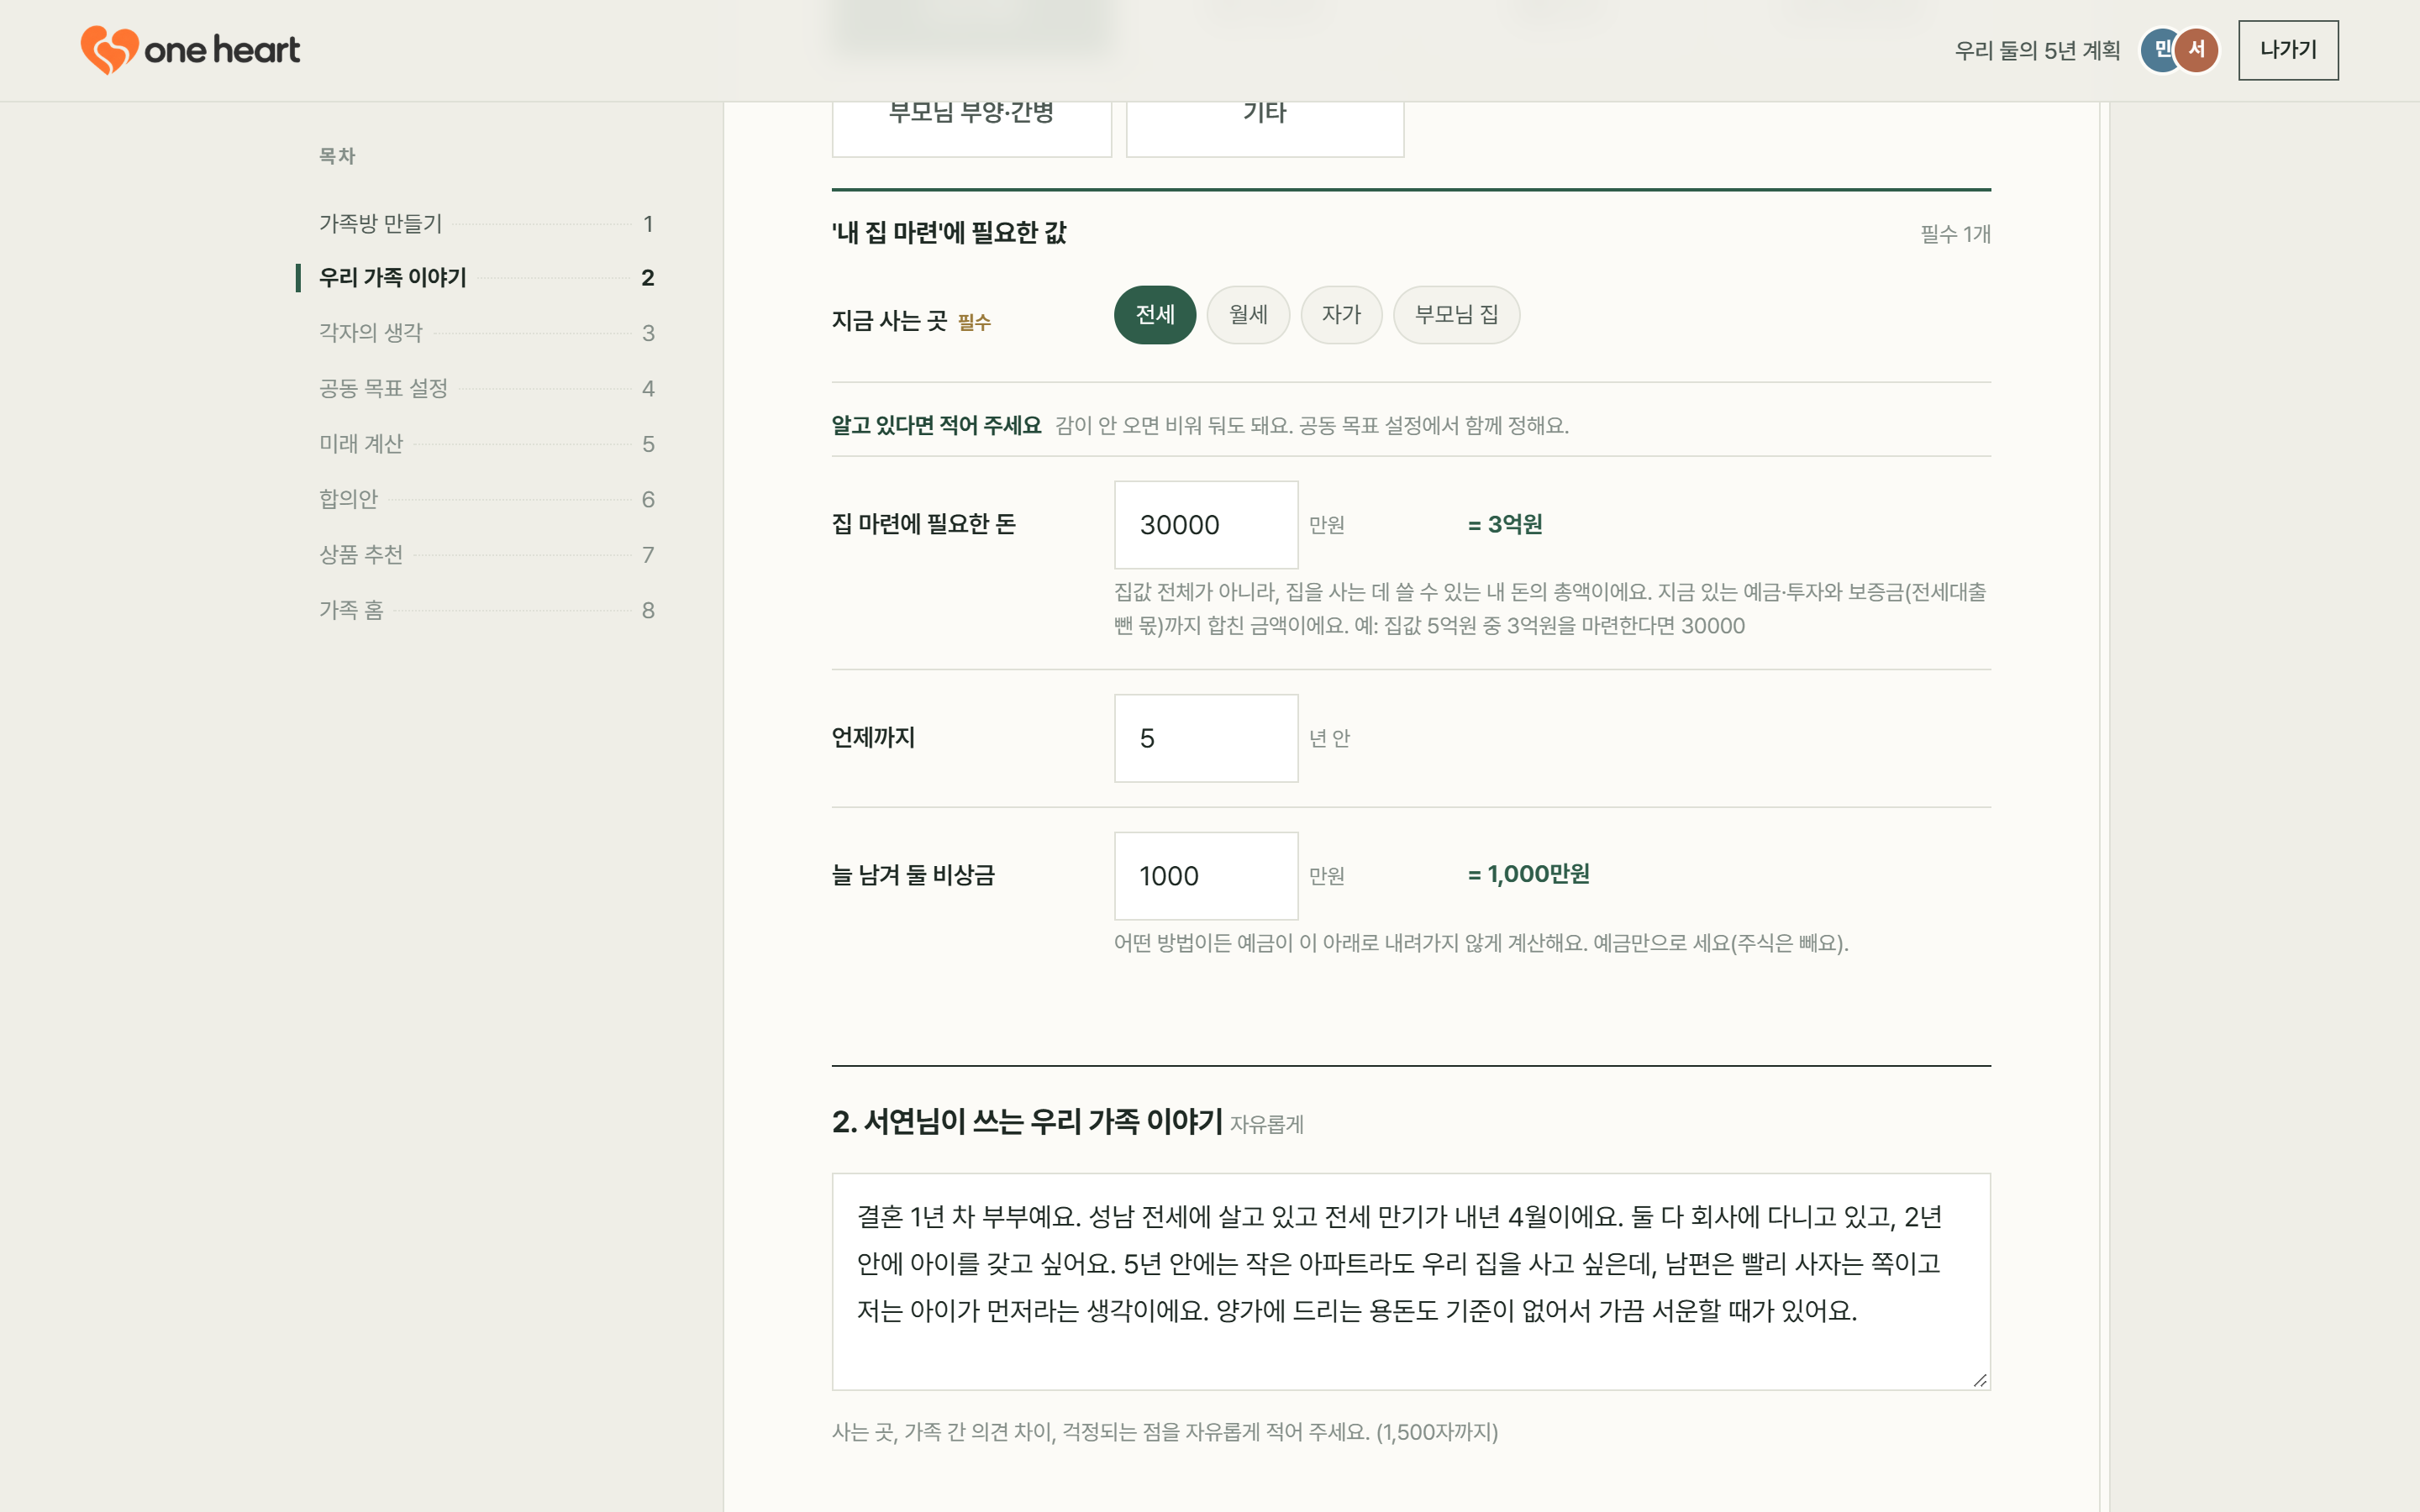 one heart
우리 둘의 5년 계획
민
서
나가기
목차
가족방 만들기 1
우리 가족 이야기 2
각자의 생각 3
공동 목표 설정 4
미래 계산 5
합의안 6
상품 추천 7
가족 홈 8
부모님 부양·간병
기타
'내 집 마련'에 필요한 값
필수 1개
지금 사는 곳 필수
전세
월세
자가
부모님 집
알고 있다면 적어 주세요 감이 안 오면 비워 둬도 돼요. 공동 목표 설정에서 함께 정해요.
집 마련에 필요한 돈
30000 만원 = 3억원
집값 전체가 아니라, 집을 사는 데 쓸 수 있는 내 돈의 총액이에요. 지금 있는 예금·투자와 보증금(전세대출
뺀 몫)까지 합친 금액이에요. 예: 집값 5억원 중 3억원을 마련한다면 30000
언제까지
5 년 안
늘 남겨 둘 비상금
1000 만원 = 1,000만원
어떤 방법이든 예금이 이 아래로 내려가지 않게 계산해요. 예금만으로 세요(주식은 빼요).
2. 서연님이 쓰는 우리 가족 이야기 자유롭게
결혼 1년 차 부부예요. 성남 전세에 살고 있고 전세 만기가 내년 4월이에요. 둘 다 회사에 다니고 있고, 2년
안에 아이를 갖고 싶어요. 5년 안에는 작은 아파트라도 우리 집을 사고 싶은데, 남편은 빨리 사자는 쪽이고
저는 아이가 먼저라는 생각이에요. 양가에 드리는 용돈도 기준이 없어서 가끔 서운할 때가 있어요.
사는 곳, 가족 간 의견 차이, 걱정되는 점을 자유롭게 적어 주세요. (1,500자까지)